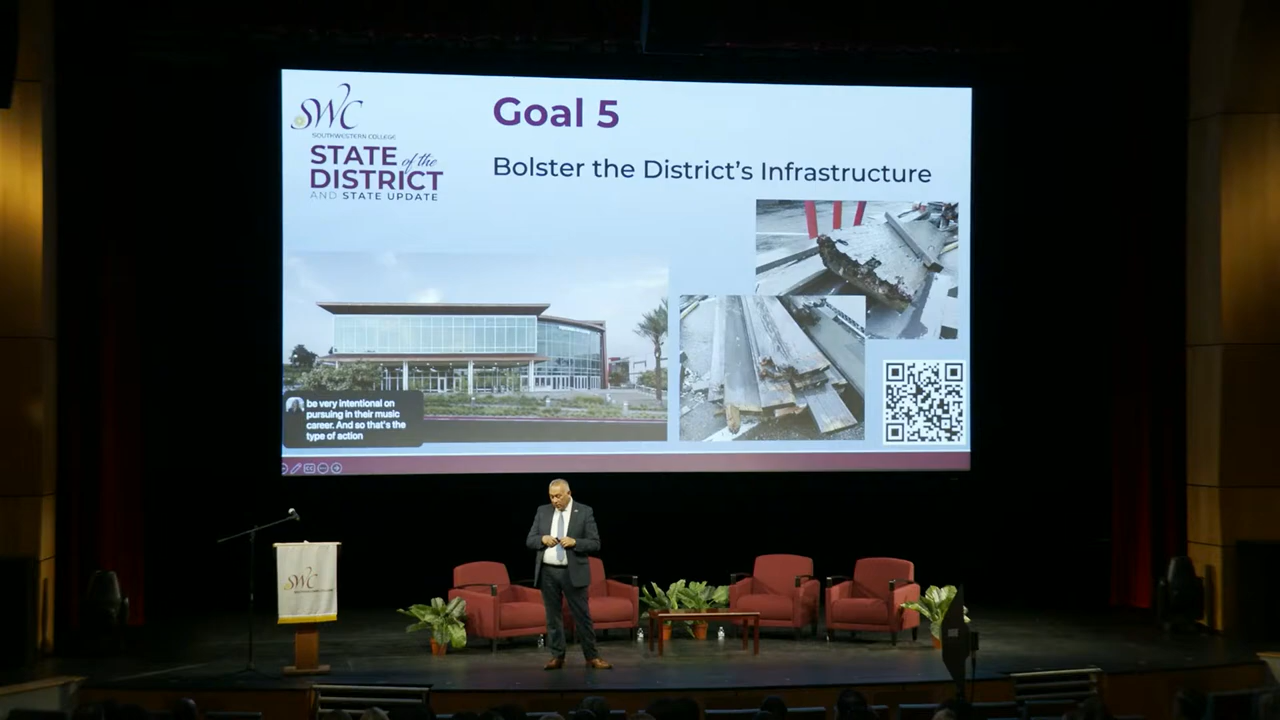 SWC
SOUTHWESTERN COLLEGE
STATE of the
DISTRICT
AND STATE UPDATE
Goal 5
Bolster the District's Infrastructure
be very intentional on
pursuing in their music
career. And so that's the
type of action
SWC